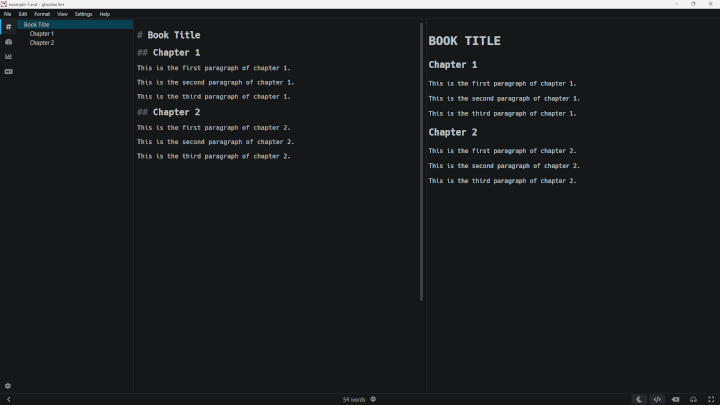 example-1.md - ghostwriter
File Edit Format View Settings Help
Book Title
Chapter 1
Chapter 2
# Book Title
## Chapter 1
This is the first paragraph of chapter 1.
This is the second paragraph of chapter 1.
This is the third paragraph of chapter 1.
## Chapter 2
This is the first paragraph of chapter 2.
This is the second paragraph of chapter 2.
This is the third paragraph of chapter 2.
BOOK TITLE
Chapter 1
This is the first paragraph of chapter 1.
This is the second paragraph of chapter 1.
This is the third paragraph of chapter 1.
Chapter 2
This is the first paragraph of chapter 2.
This is the second paragraph of chapter 2.
This is the third paragraph of chapter 2.
54 words